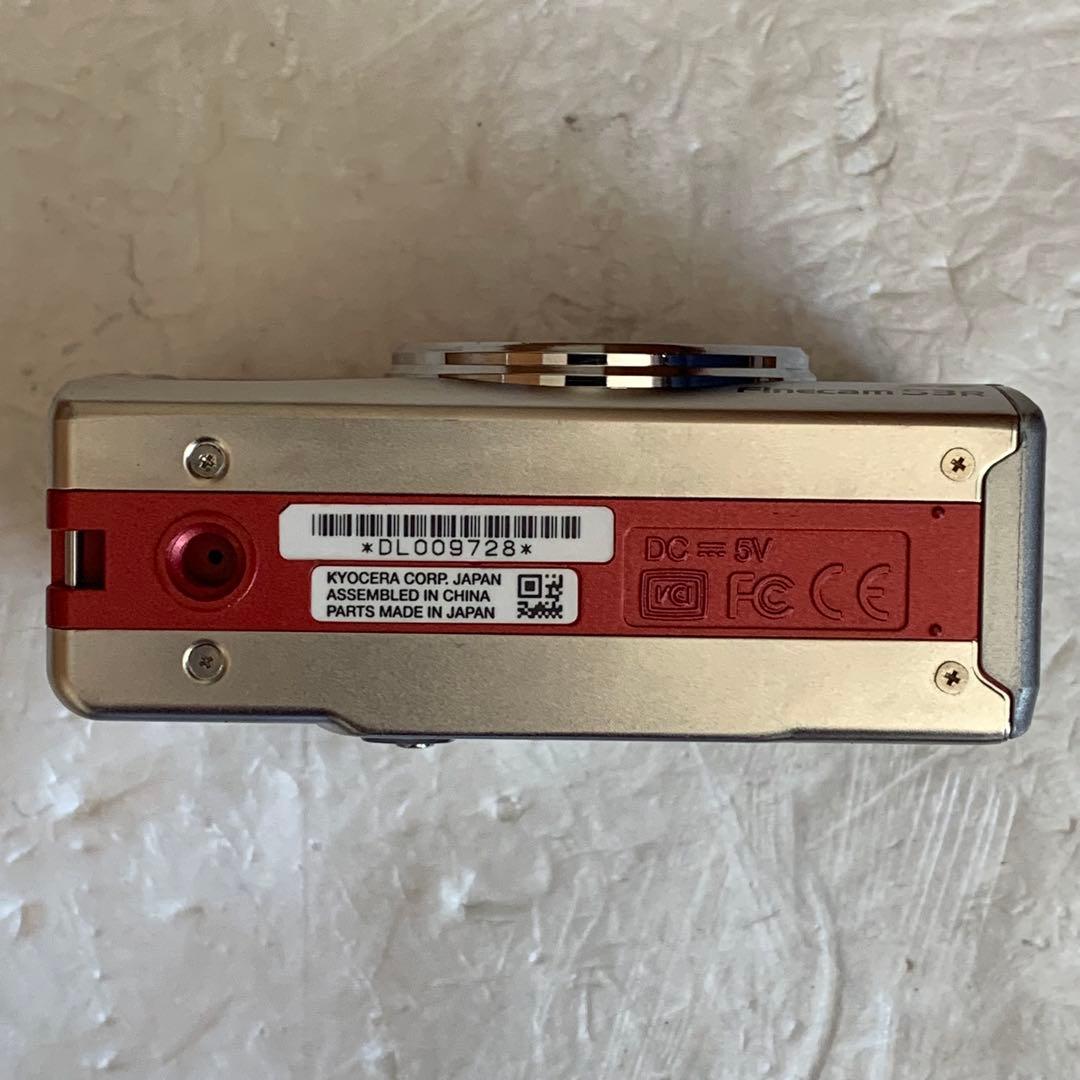 Finecam S3R
*DL009728*
KYOCERA CORP. JAPAN
ASSEMBLED IN CHINA
PARTS MADE IN JAPAN
DC ⎓ 5V
VCI FC CE